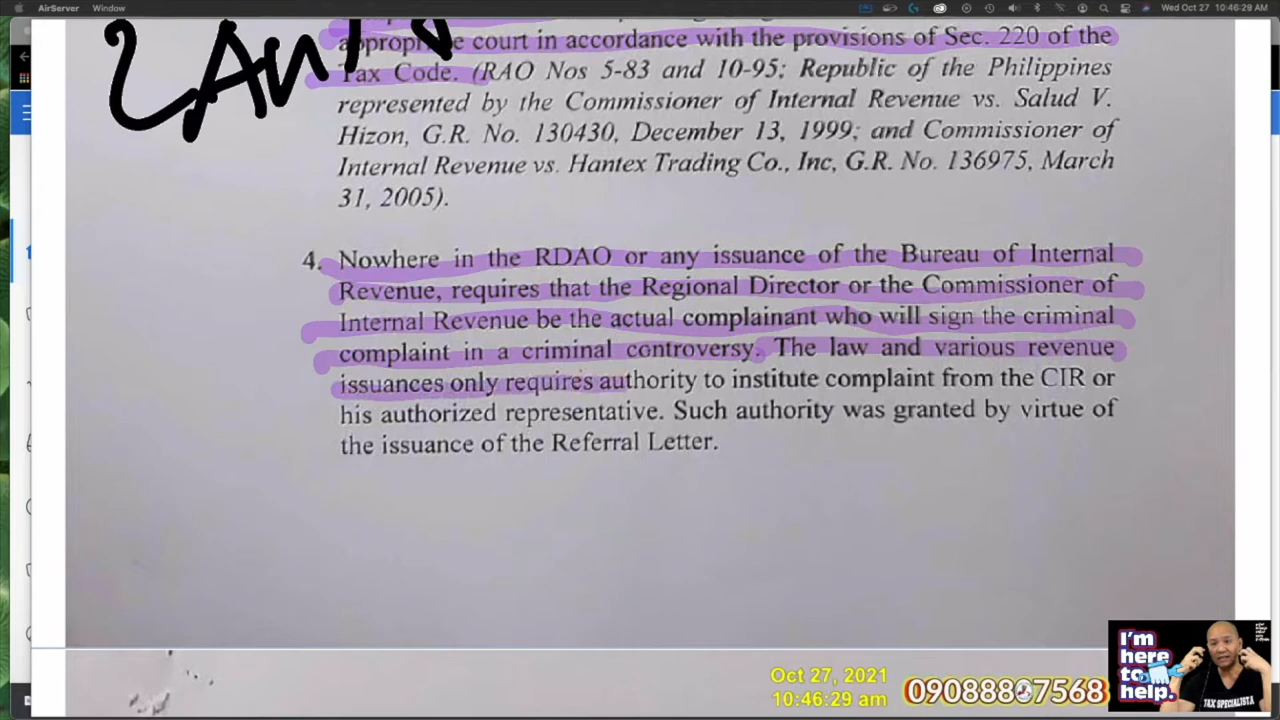 AirServer Window Wed Oct 27 10:46:29 AM
LAW
court in accordance with the provisions of Sec. 220 of the
Tax Code. (RAO Nos 5-83 and 10-95; Republic of the Philippines
represented by the Commissioner of Internal Revenue vs. Salud V.
Hizon, G.R. No. 130430, December 13, 1999; and Commissioner of
Internal Revenue vs. Hantex Trading Co., Inc, G.R. No. 136975, March
31, 2005).
4. Nowhere in the RDAO or any issuance of the Bureau of Internal
Revenue, requires that the Regional Director or the Commissioner of
Internal Revenue be the actual complainant who will sign the criminal
complaint in a criminal controversy. The law and various revenue
issuances only requires authority to institute complaint from the CIR or
his authorized representative. Such authority was granted by virtue of
the issuance of the Referral Letter.
Oct 27, 2021
10:46:29 am
09088807568
I'm
here
to
help.
TAX SPECIALISTA